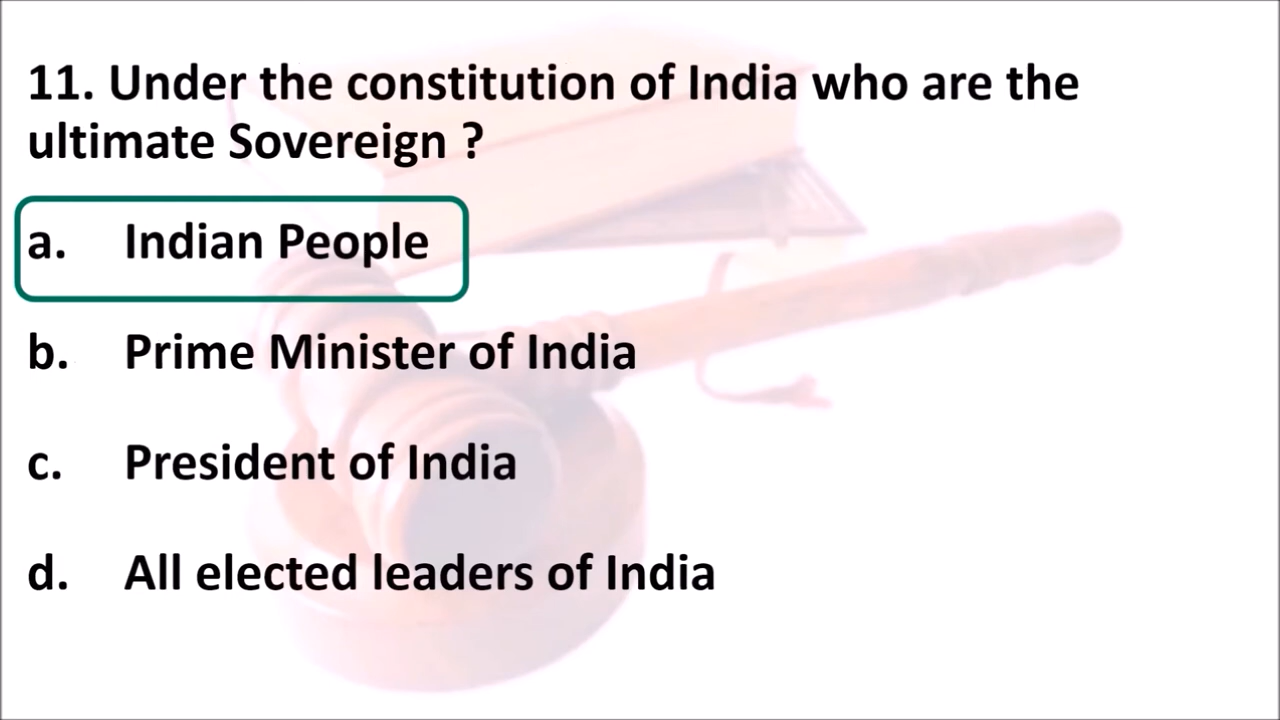 11. Under the constitution of India who are the
ultimate Sovereign ?
a. Indian People
b. Prime Minister of India
c. President of India
d. All elected leaders of India